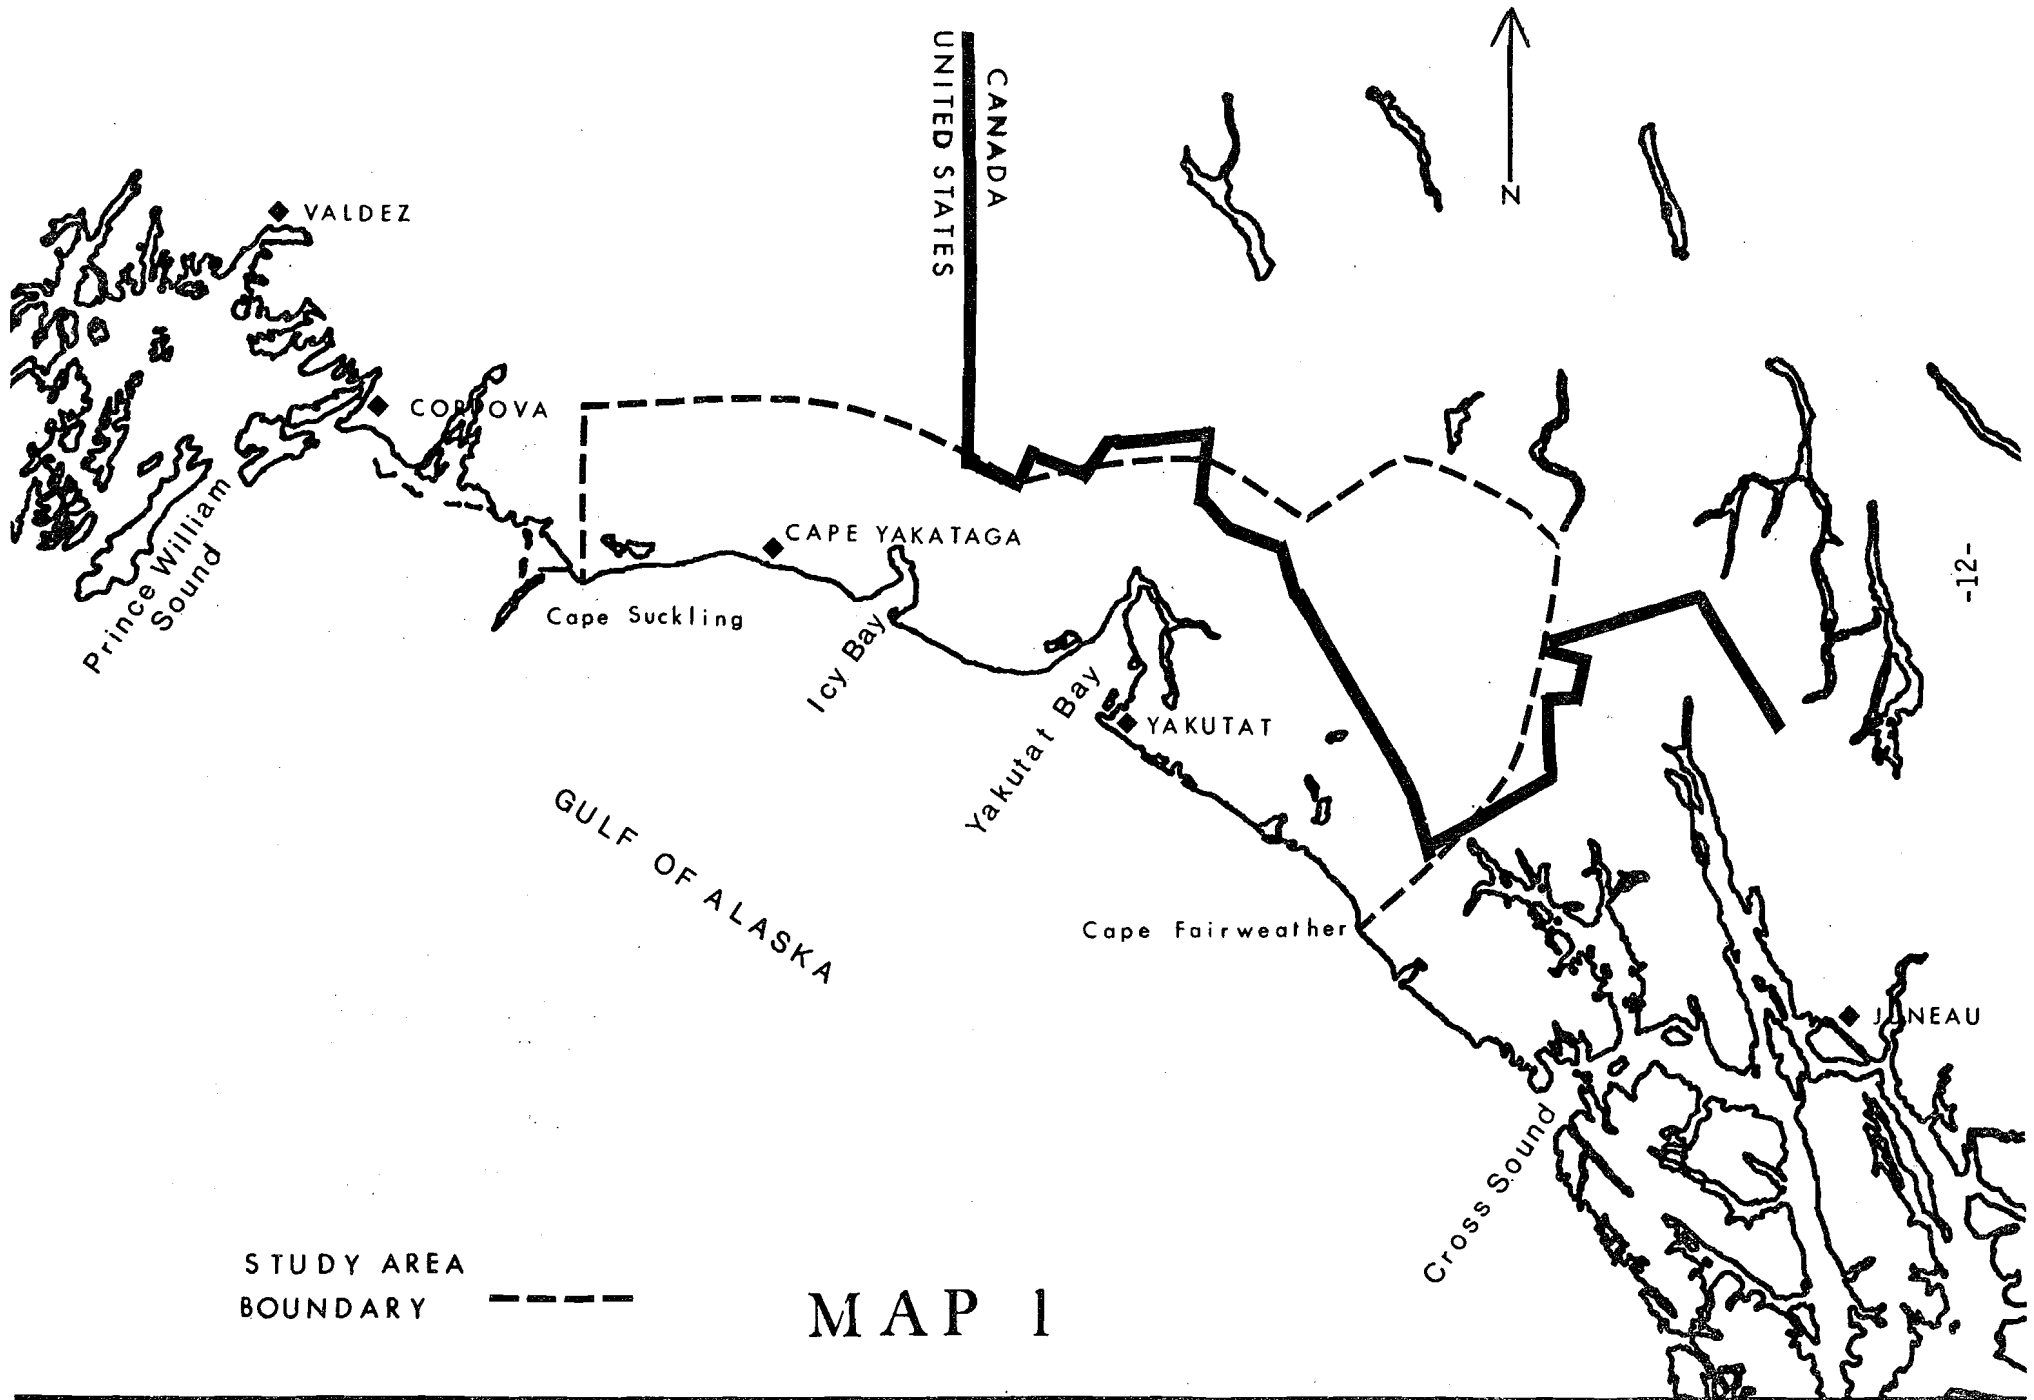 CANADA
UNITED STATES
N
VALDEZ
CORDOVA
CAPE YAKATAGA
Cape Suckling
Prince William
Sound
Icy Bay
Yakutat Bay
YAKUTAT
-12-
GULF OF ALASKA
Cape Fairweather
JUNEAU
Cross Sound
STUDY AREA
BOUNDARY
MAP 1